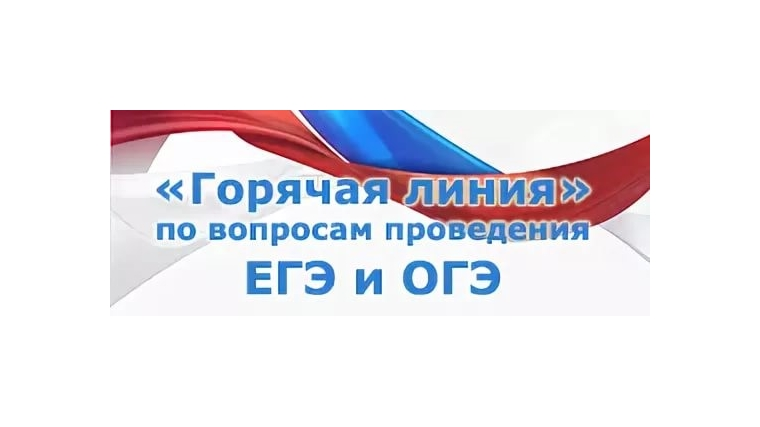 «Горячая линия»
по вопросам проведения
ЕГЭ и ОГЭ